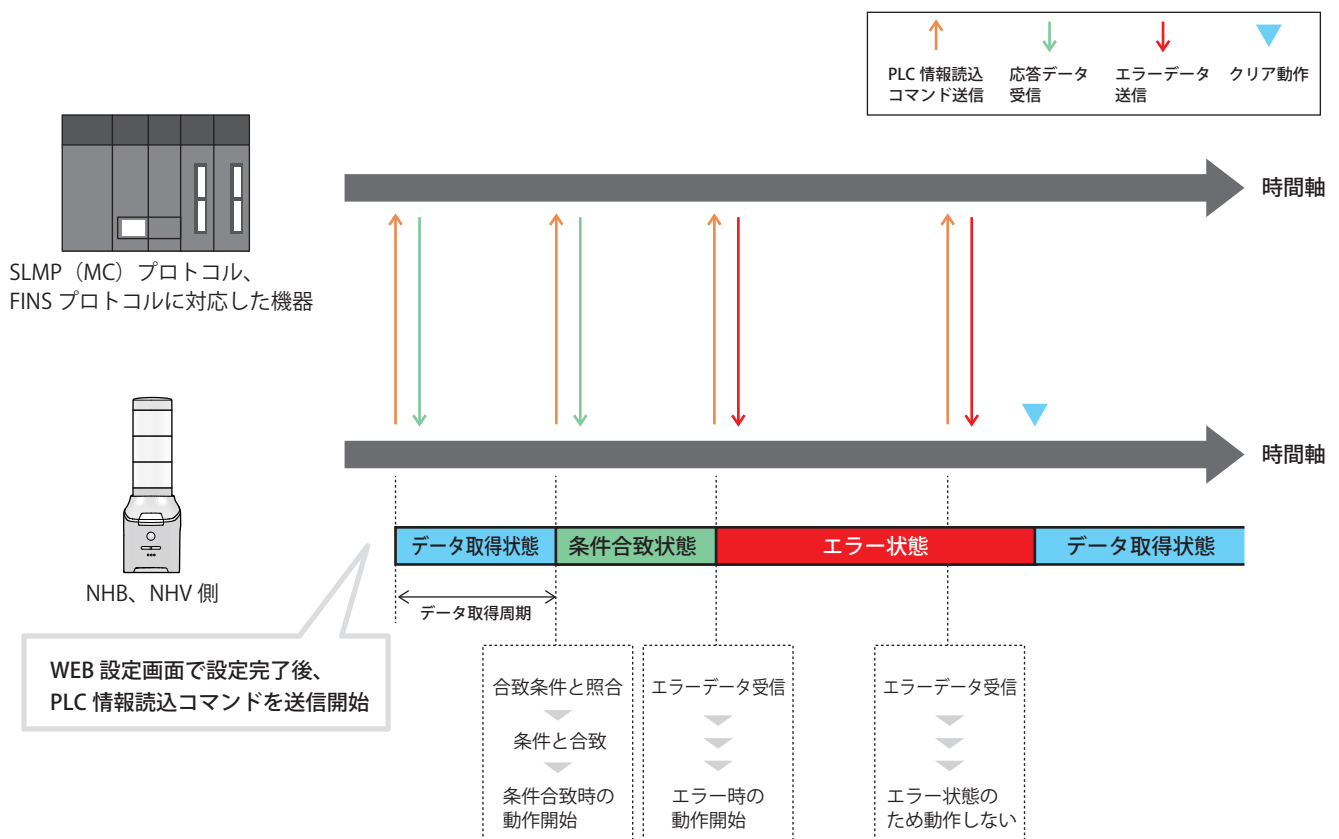 PLC 情報読込
コマンド送信
応答データ
受信
エラーデータ
送信
クリア動作
時間軸
SLMP（MC）プロトコル、
FINS プロトコルに対応した機器
時間軸
NHB、NHV 側
データ取得状態
条件合致状態
エラー状態
データ取得状態
データ取得周期
WEB 設定画面で設定完了後、
PLC 情報読込コマンドを送信開始
合致条件と照合
条件と合致
条件合致時の
動作開始
エラーデータ受信
エラー時の
動作開始
エラーデータ受信
エラー状態の
ため動作しない